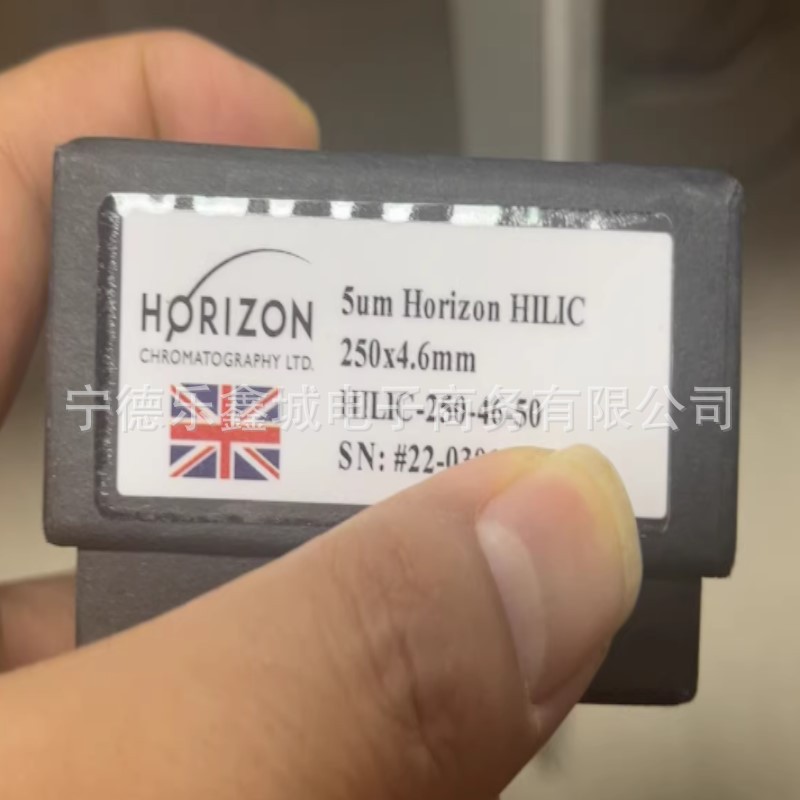 HORIZON
CHROMATOGRAPHY LTD.
5um Horizon HILIC
250x4.6mm
HILIC-250-46-50
SN:
宁德乐鑫城电子商务有限公司